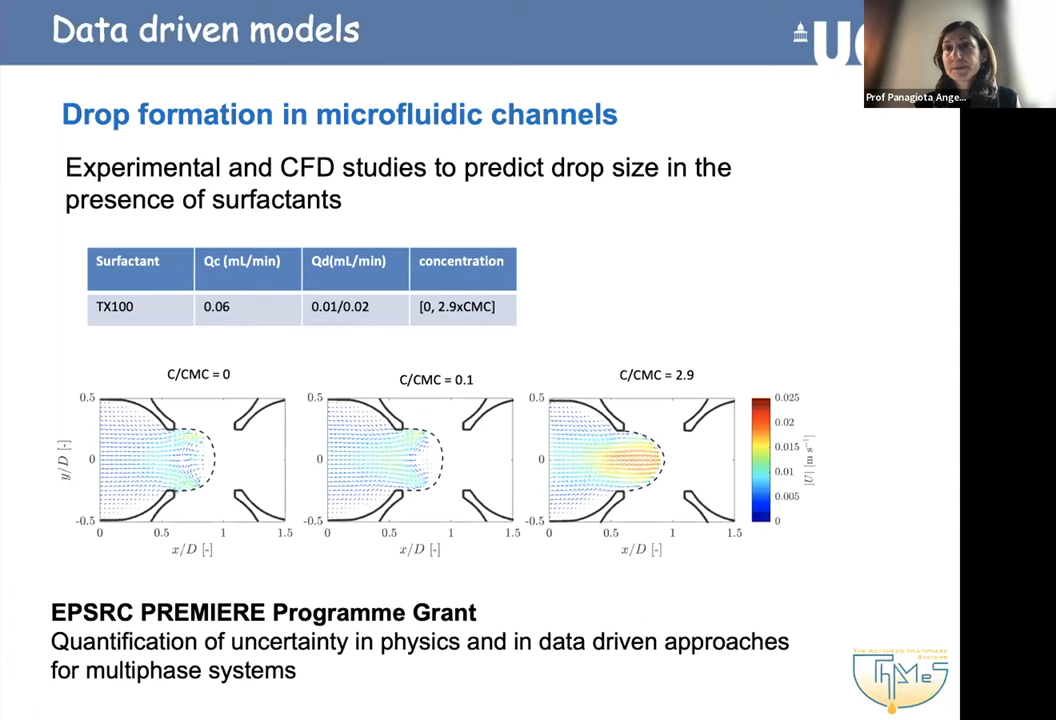 Data driven models
Prof Panagiota Ange...
Drop formation in microfluidic channels
Experimental and CFD studies to predict drop size in the
presence of surfactants
Surfactant Qc (mL/min) Qd(mL/min) concentration
TX100 0.06 0.01/0.02 [0, 2.9xCMC]
C/CMC = 0 C/CMC = 0.1 C/CMC = 2.9
0.5 0.5 0.5 0.025
0.02
0.015
y/D [-] 0 0 0 0.01 |U| [m s⁻¹]
0.005
-0.5 -0.5 -0.5 0
0 0.5 1 1.5 0 0.5 1 1.5 0 0.5 1 1.5
x/D [-] x/D [-] x/D [-]
EPSRC PREMIERE Programme Grant
Quantification of uncertainty in physics and in data driven approaches
for multiphase systems
The Advanced Multiphase
Systems
ThAMeS